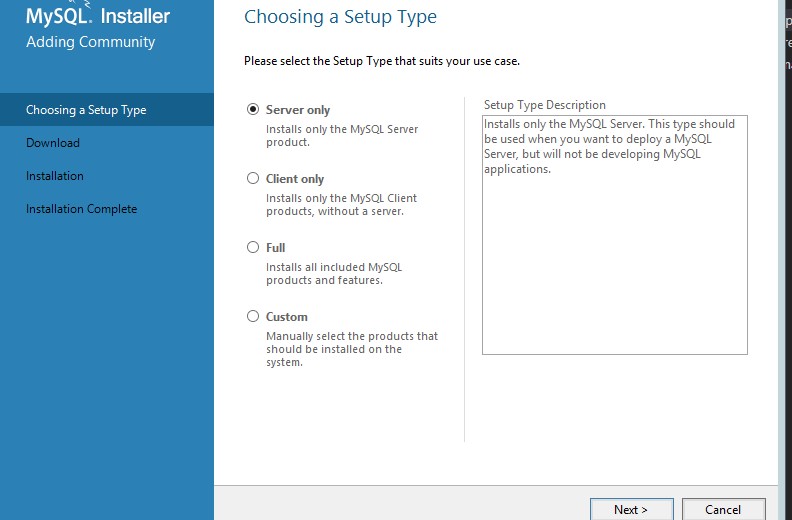 MySQL. Installer
Adding Community
Choosing a Setup Type
Download
Installation
Installation Complete
Choosing a Setup Type
Please select the Setup Type that suits your use case.
Server only
Installs only the MySQL Server
product.
Client only
Installs only the MySQL Client
products, without a server.
Full
Installs all included MySQL
products and features.
Custom
Manually select the products that
should be installed on the
system.
Setup Type Description
Installs only the MySQL Server. This type should
be used when you want to deploy a MySQL
Server, but will not be developing MySQL
applications.
Next >
Cancel